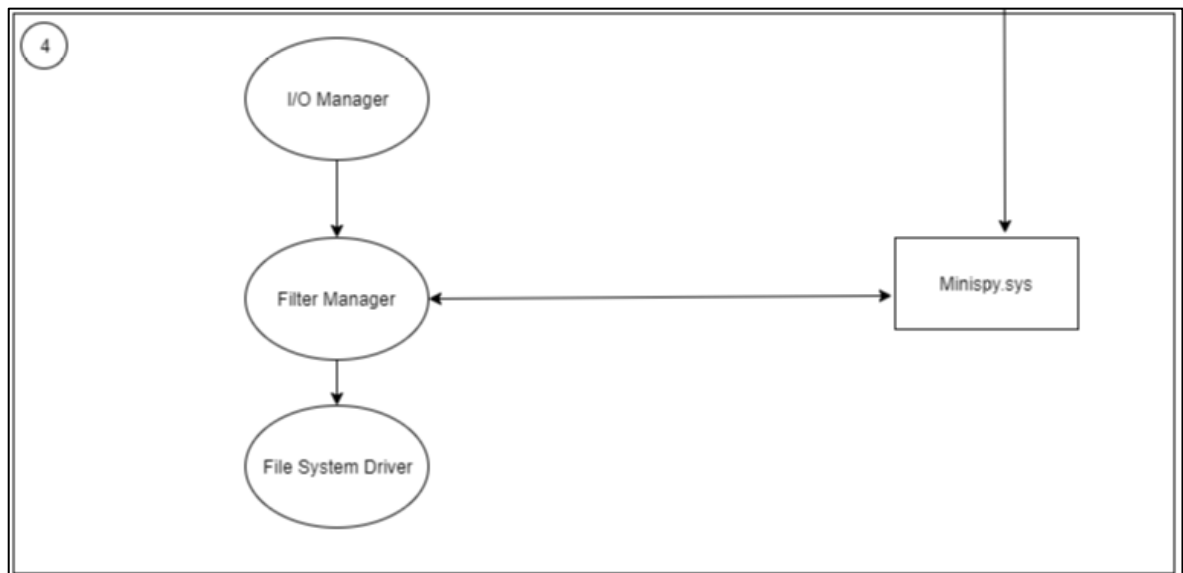 4
I/O Manager
Filter Manager
Minispy.sys
File System Driver